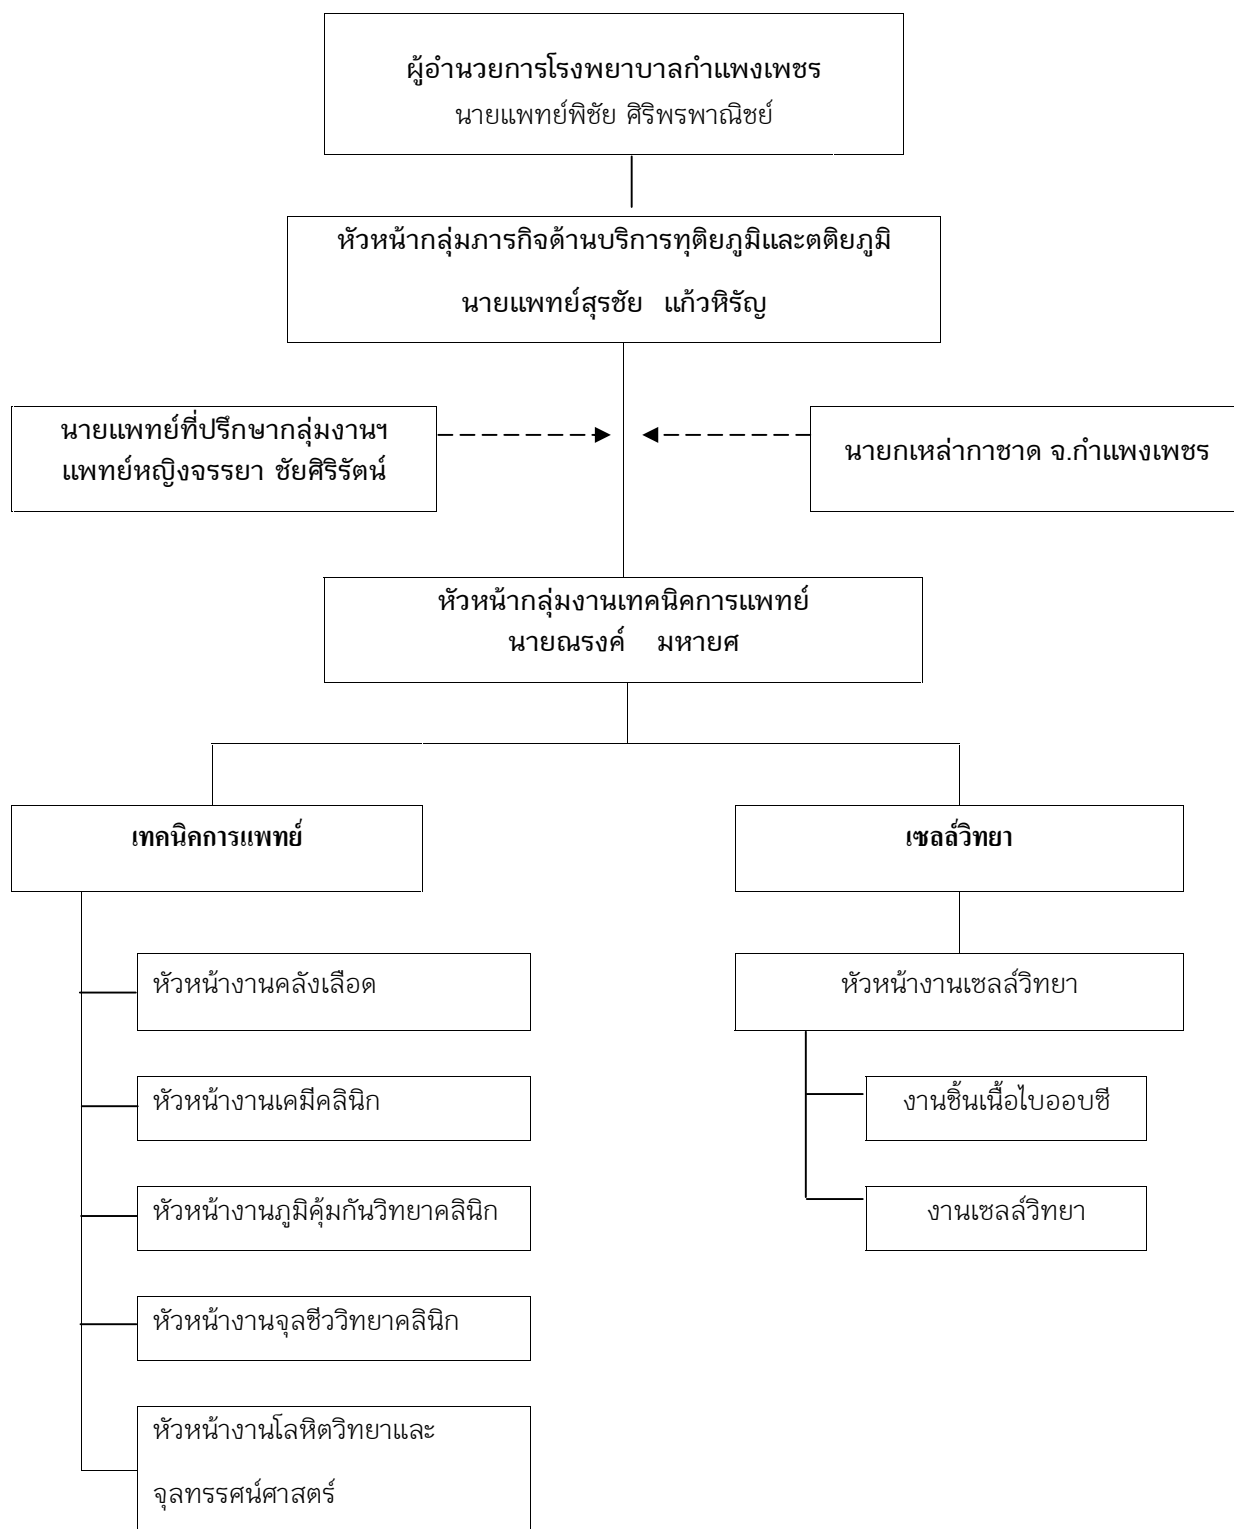 ผู้อำนวยการโรงพยาบาลกำแพงเพชร
นายแพทย์พิชัย ศิริพรพาณิชย์
หัวหน้ากลุ่มภารกิจด้านบริการทุติยภูมิและตติยภูมิ
นายแพทย์สุรชัย แก้วหิรัญ
นายแพทย์ที่ปรึกษากลุ่มงานฯ
แพทย์หญิงจรรยา ชัยศิริรัตน์
นายกเหล่ากาชาด จ.กำแพงเพชร
หัวหน้ากลุ่มงานเทคนิคการแพทย์
นายณรงค์ มหายศ
เทคนิคการแพทย์
หัวหน้างานคลังเลือด
หัวหน้างานเคมีคลินิก
หัวหน้างานภูมิคุ้มกันวิทยาคลินิก
หัวหน้างานจุลชีววิทยาคลินิก
หัวหน้างานโลหิตวิทยาและ
จุลทรรศน์ศาสตร์
เซลล์วิทยา
หัวหน้างานเซลล์วิทยา
งานชิ้นเนื้อไบออบซี
งานเซลล์วิทยา